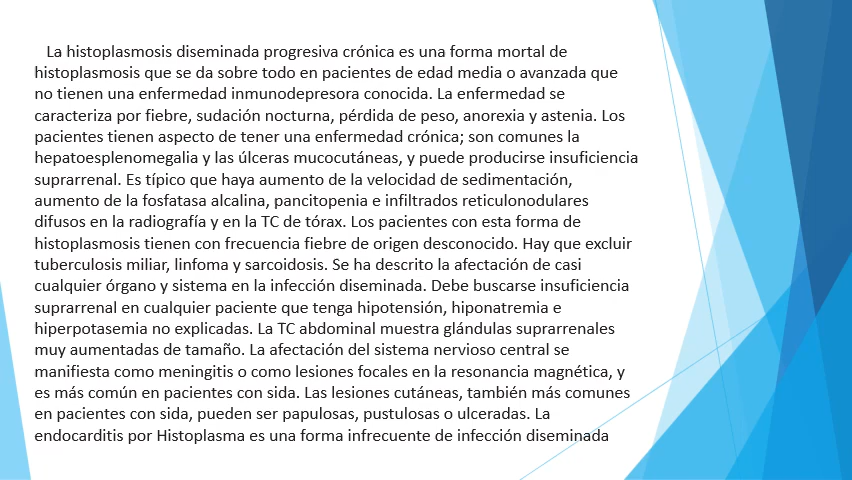 La histoplasmosis diseminada progresiva crónica es una forma mortal de
histoplasmosis que se da sobre todo en pacientes de edad media o avanzada que
no tienen una enfermedad inmunodepresora conocida. La enfermedad se
caracteriza por fiebre, sudación nocturna, pérdida de peso, anorexia y astenia. Los
pacientes tienen aspecto de tener una enfermedad crónica; son comunes la
hepatoesplenomegalia y las úlceras mucocutáneas, y puede producirse insuficiencia
suprarrenal. Es típico que haya aumento de la velocidad de sedimentación,
aumento de la fosfatasa alcalina, pancitopenia e infiltrados reticulonodulares
difusos en la radiografía y en la TC de tórax. Los pacientes con esta forma de
histoplasmosis tienen con frecuencia fiebre de origen desconocido. Hay que excluir
tuberculosis miliar, linfoma y sarcoidosis. Se ha descrito la afectación de casi
cualquier órgano y sistema en la infección diseminada. Debe buscarse insuficiencia
suprarrenal en cualquier paciente que tenga hipotensión, hiponatremia e
hiperpotasemia no explicadas. La TC abdominal muestra glándulas suprarrenales
muy aumentadas de tamaño. La afectación del sistema nervioso central se
manifiesta como meningitis o como lesiones focales en la resonancia magnética, y
es más común en pacientes con sida. Las lesiones cutáneas, también más comunes
en pacientes con sida, pueden ser papulosas, pustulosas o ulceradas. La
endocarditis por Histoplasma es una forma infrecuente de infección diseminada